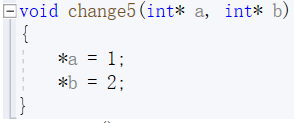 void change5(int* a, int* b)
{
    *a = 1;
    *b = 2;
}